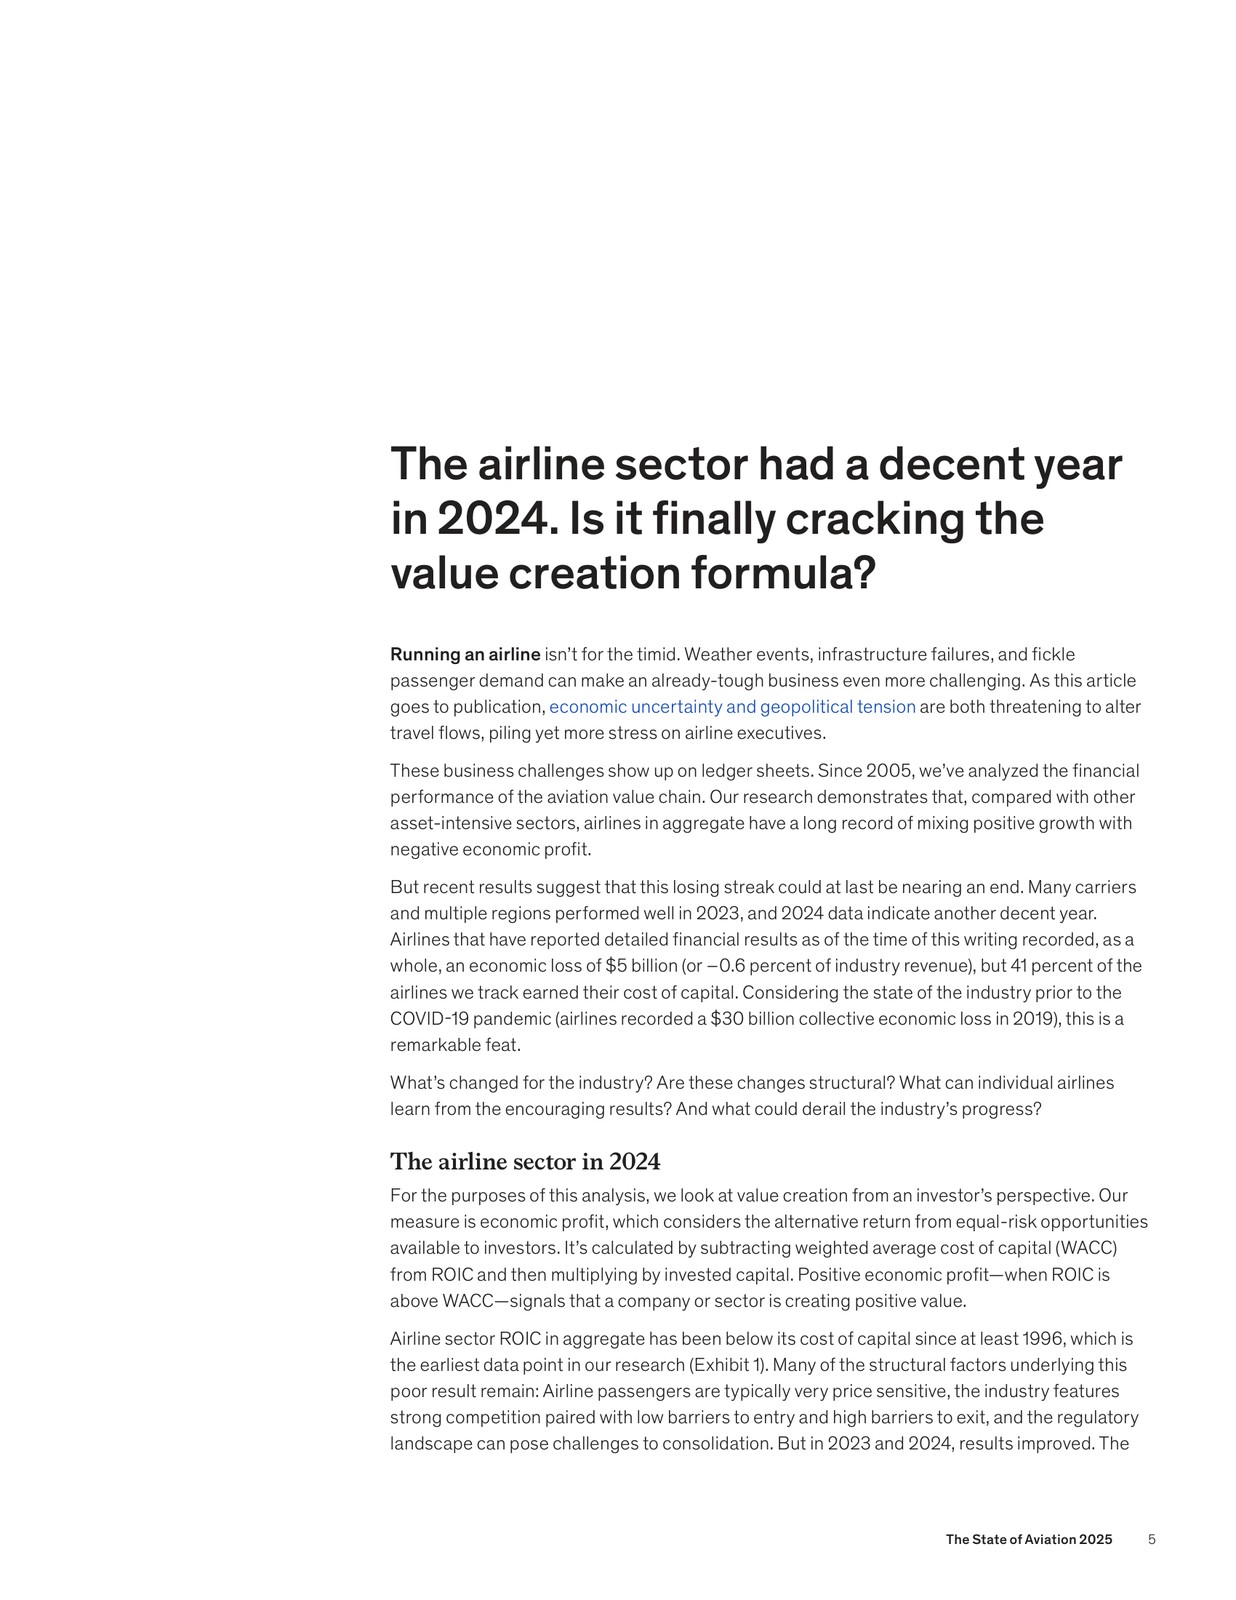 The airline sector had a decent year
in 2024. Is it finally cracking the
value creation formula?
Running an airline isn’t for the timid. Weather events, infrastructure failures, and fickle
passenger demand can make an already-tough business even more challenging. As this article
goes to publication, economic uncertainty and geopolitical tension are both threatening to alter
travel flows, piling yet more stress on airline executives.
These business challenges show up on ledger sheets. Since 2005, we’ve analyzed the financial
performance of the aviation value chain. Our research demonstrates that, compared with other
asset-intensive sectors, airlines in aggregate have a long record of mixing positive growth with
negative economic profit.
But recent results suggest that this losing streak could at last be nearing an end. Many carriers
and multiple regions performed well in 2023, and 2024 data indicate another decent year.
Airlines that have reported detailed financial results as of the time of this writing recorded, as a
whole, an economic loss of $5 billion (or −0.6 percent of industry revenue), but 41 percent of the
airlines we track earned their cost of capital. Considering the state of the industry prior to the
COVID-19 pandemic (airlines recorded a $30 billion collective economic loss in 2019), this is a
remarkable feat.
What’s changed for the industry? Are these changes structural? What can individual airlines
learn from the encouraging results? And what could derail the industry’s progress?
The airline sector in 2024
For the purposes of this analysis, we look at value creation from an investor’s perspective. Our
measure is economic profit, which considers the alternative return from equal-risk opportunities
available to investors. It’s calculated by subtracting weighted average cost of capital (WACC)
from ROIC and then multiplying by invested capital. Positive economic profit—when ROIC is
above WACC—signals that a company or sector is creating positive value.
Airline sector ROIC in aggregate has been below its cost of capital since at least 1996, which is
the earliest data point in our research (Exhibit 1). Many of the structural factors underlying this
poor result remain: Airline passengers are typically very price sensitive, the industry features
strong competition paired with low barriers to entry and high barriers to exit, and the regulatory
landscape can pose challenges to consolidation. But in 2023 and 2024, results improved. The
The State of Aviation 2025 5